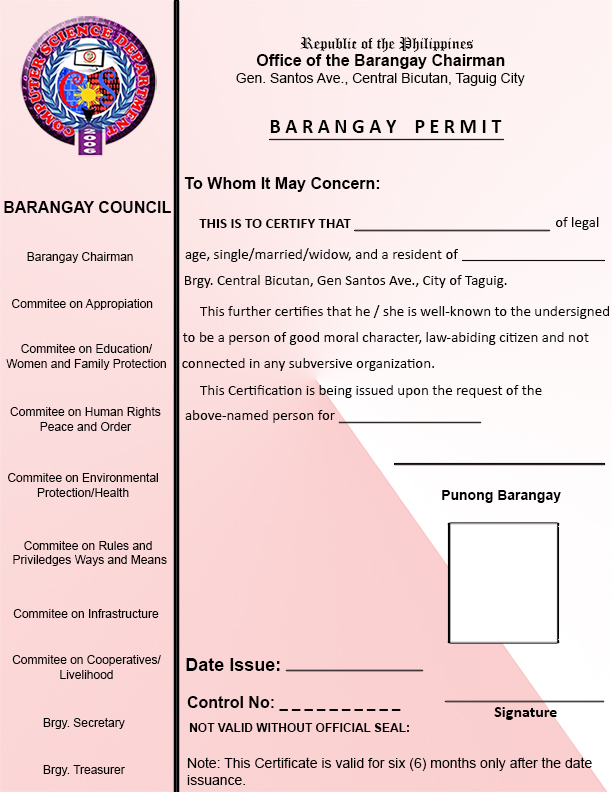 COMPUTER SCIENCE DEPARTMENT
Republic of the Philippines
Office of the Barangay Chairman
Gen. Santos Ave., Central Bicutan, Taguig City
BARANGAY PERMIT
BARANGAY COUNCIL
Barangay Chairman
Commitee on Appropiation
Commitee on Education/
Women and Family Protection
Commitee on Human Rights
Peace and Order
Commitee on Environmental
Protection/Health
Commitee on Rules and
Priviledges Ways and Means
Commitee on Infrastructure
Commitee on Cooperatives/
Livelihood
Brgy. Secretary
Brgy. Treasurer
To Whom It May Concern:
THIS IS TO CERTIFY THAT ____________________ of legal
age, single/married/widow, and a resident of ____________________
Brgy. Central Bicutan, Gen Santos Ave., City of Taguig.
This further certifies that he / she is well-known to the undersigned
to be a person of good moral character, law-abiding citizen and not
connected in any subversive organization.
This Certification is being issued upon the request of the
above-named person for ____________________
Punong Barangay
Date Issue: ____________________
Control No: _ _ _ _ _ _ _ _ _ _
Signature
NOT VALID WITHOUT OFFICIAL SEAL:
Note: This Certificate is valid for six (6) months only after the date
issuance.